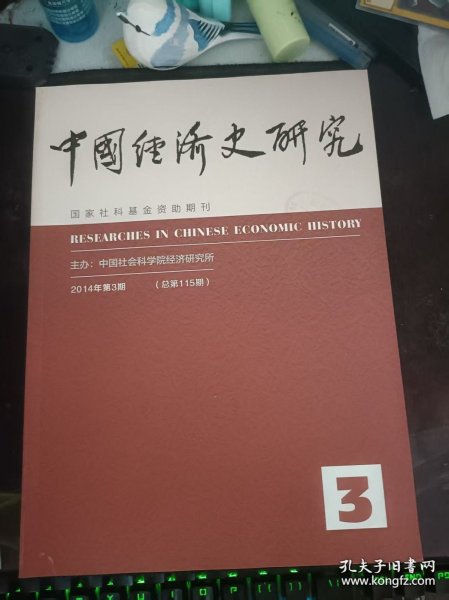 中國经济史研究
国家社科基金资助期刊
RESEARCHES IN CHINESE ECONOMIC HISTORY
主办：中国社会科学院经济研究所
2014年第3期 （总第115期）
3
孔夫子旧书网
www.kongfz.com